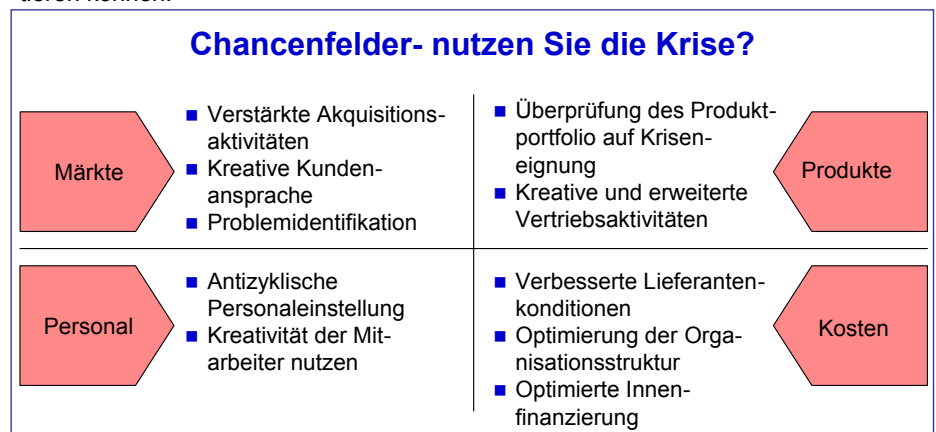 Chancenfelder- nutzen Sie die Krise?
Märkte
■ Verstärkte Akquisitions-
aktivitäten
■ Kreative Kunden-
ansprache
■ Problemidentifikation
■ Überprüfung des Produkt-
portfolio auf Krisen-
eignung
■ Kreative und erweiterte
Vertriebsaktivitäten
Produkte
Personal
■ Antizyklische
Personaleinstellung
■ Kreativität der Mit-
arbeiter nutzen
■ Verbesserte Lieferanten-
konditionen
■ Optimierung der Orga-
nisationsstruktur
■ Optimierte Innen-
finanzierung
Kosten